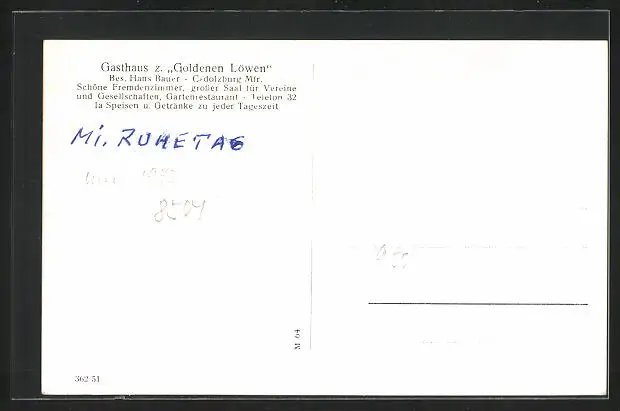 Gasthaus z. „Goldenen Löwen“
Bes. Hans Bauer - Cadolzburg Mfr.
Schöne Fremdenzimmer, großer Saal für Vereine
und Gesellschaften, Gartenrestaurant - Telefon 32
Ia Speisen u. Getränke zu jeder Tageszeit
Mi. RUHETAG
8504
M 64
362 51